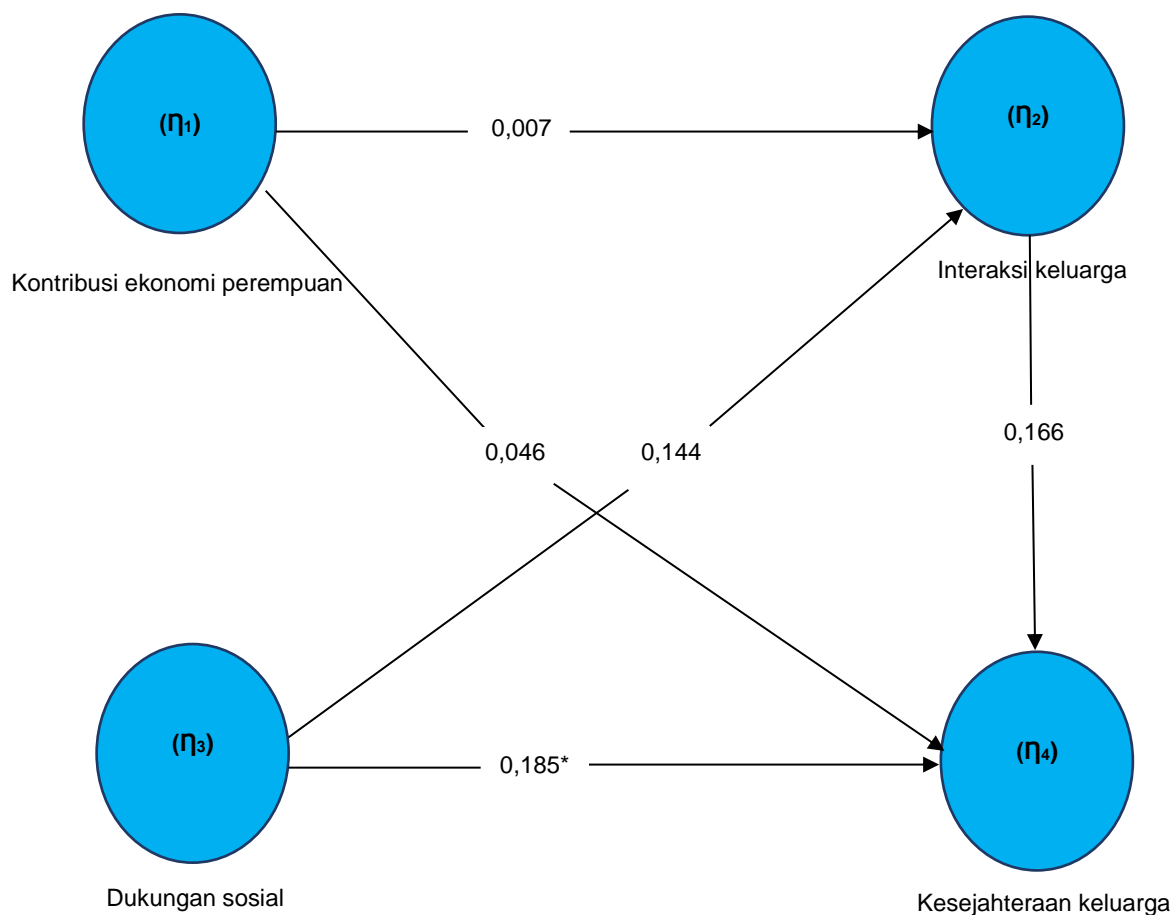 (η₁)
(η₂)
0,007
Kontribusi ekonomi perempuan
Interaksi keluarga
0,046
0,144
0,166
(η₃)
(η₄)
0,185*
Dukungan sosial
Kesejahteraan keluarga